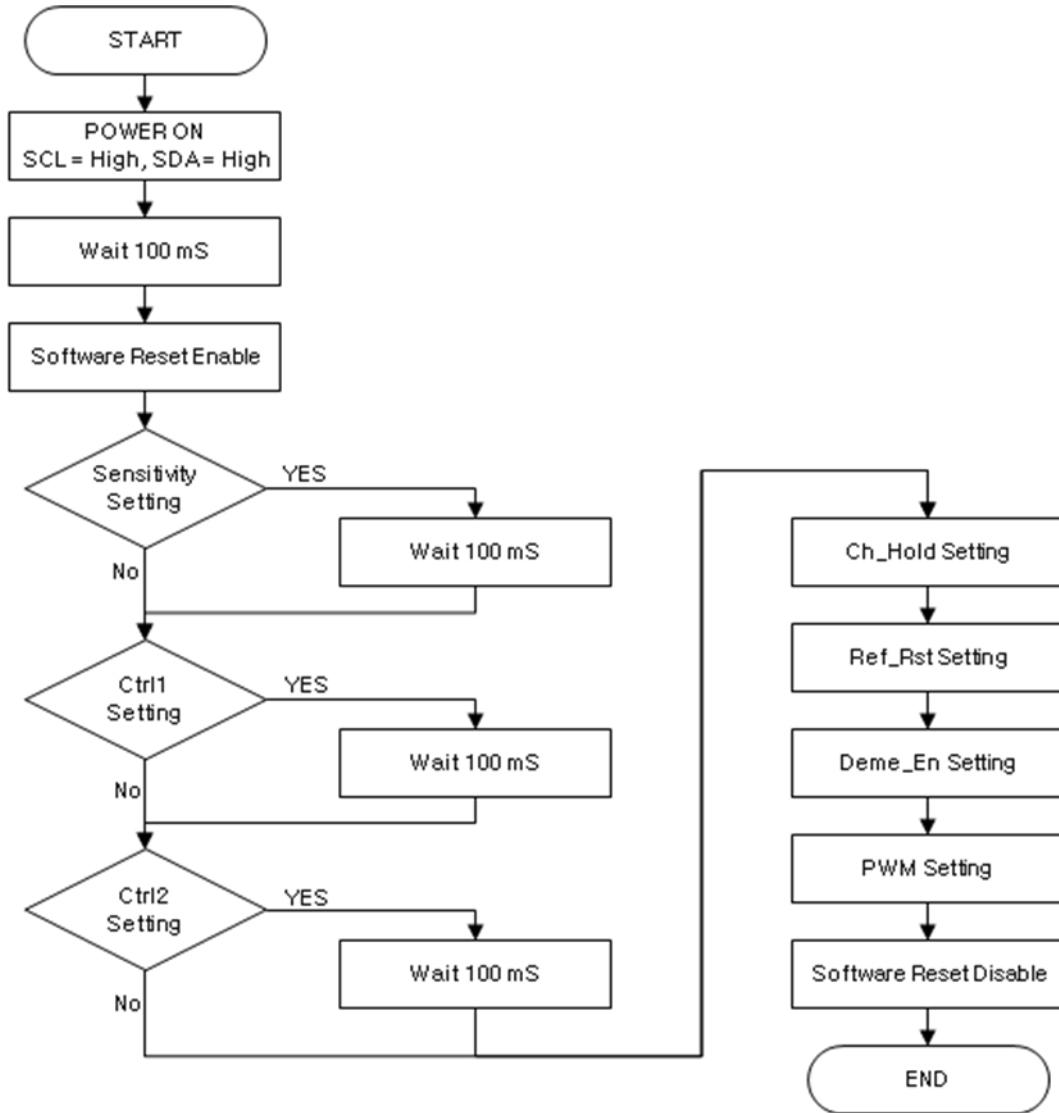 START
POWER ON
SCL = High, SDA= High
Wait 100 mS
Software Reset Enable
Sensitivity
Setting
YES
Wait 100 mS
No
Ctrl1
Setting
YES
Wait 100 mS
No
Ctrl2
Setting
YES
Wait 100 mS
No
Ch_Hold Setting
Ref_Rst Setting
Deme_En Setting
PWM Setting
Software Reset Disable
END